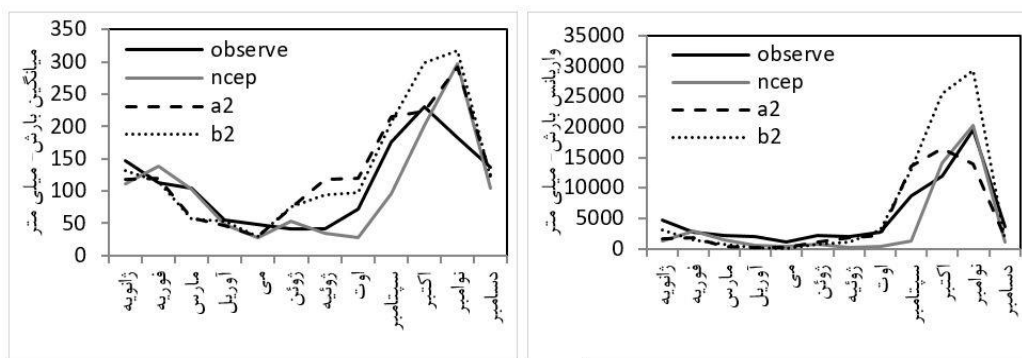 میانگین بارش- میلی متر
350
300
250
200
150
100
50
0
observe
ncep
a2
b2
ژانویه
فوریه
مارس
آوریل
می
ژوئن
ژوئیه
اوت
سپتامبر
اکتبر
نوامبر
دسامبر
واریانس بارش- میلی متر
35000
30000
25000
20000
15000
10000
5000
0
observe
ncep
a2
b2
ژانویه
فوریه
مارس
آوریل
می
ژوئن
ژوئیه
اوت
سپتامبر
اکتبر
نوامبر
دسامبر